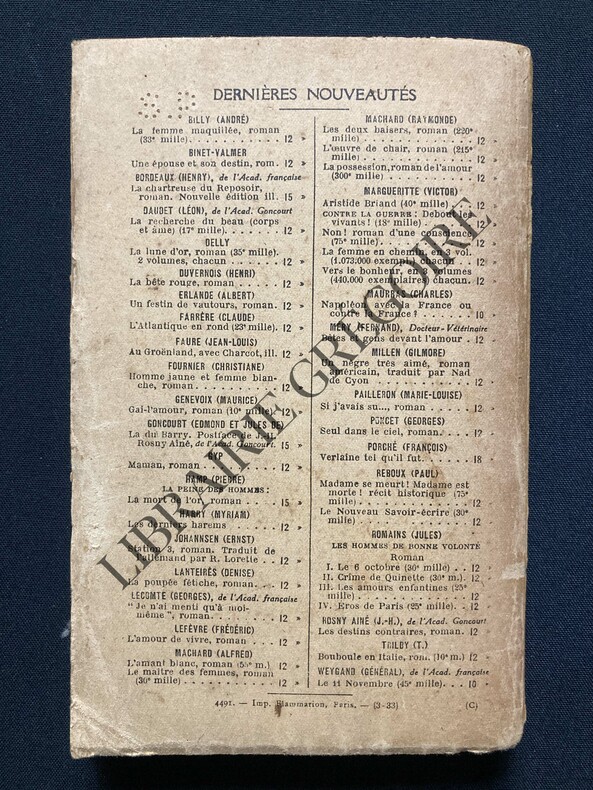 S. P.
DERNIÈRES NOUVEAUTÉS
BILLY (ANDRÉ)
La femme maquillée, roman
(33e mille). . . . . . . . . . . 12 »
BINET-VALMER
Une épouse et son destin, rom. 12 »
BORDEAUX (HENRY), de l'Acad. française
La chartreuse du Reposoir,
roman. Nouvelle édition ill. 15 »
DAUDET (LÉON), de l'Acad. Goncourt
La recherche du beau (corps
et âme) (17e mille). . . . . . 12 »
DELLY
La lune d'or, roman (35e mille).
2 volumes, chacun . . . . . 12 »
DUVERNOIS (HENRI)
La bête rouge, roman . . . . 12 »
ERLANDE (ALBERT)
Un festin de vautours, roman. 12 »
FARRÈRE (CLAUDE)
L'Atlantique en rond (23e mille). 12 »
FAURE (JEAN-LOUIS)
Au Groënland, avec Charcot, ill. 15 »
FOURNIER (CHRISTIANE)
Homme jaune et femme blan-
che, roman. . . . . . . . . . 12 »
GENEVOIX (MAURICE)
Gai-l'amour, roman (10e mille) 12 »
GONCOURT (EDMOND ET JULES DE)
La du Barry. Postface de J.-H.
Rosny Aîné, de l'Acad. Goncourt. 15 »
GYP
Maman, roman . . . . . . . . 12 »
HAMP (PIERRE)
LA PEINE DES HOMMES :
La mort de l'or, roman . . . . 15 »
HARRY (MYRIAM)
Les derniers harems . . . . . 12 »
JOHANNSEN (ERNST)
Station 3, roman. Traduit de
l'allemand par R. Lorette . . 12 »
LANTEIRÈS (DENISE)
La poupée fétiche, roman. . . 12 »
LECOMTE (GEORGES), de l'Acad. française
" Je n'ai menti qu'à moi-
même ", roman. . . . . . . . 12 »
LEFÈVRE (FRÉDÉRIC)
L'amour de vivre, roman . . . 12 »
MACHARD (ALFRED)
L'amant blanc, roman (55e m.) 12 »
Le maître des femmes, roman
(30e mille) . . . . . . . . . . 12 »
MACHARD (RAYMONDE)
Les deux baisers, roman (220e
mille) . . . . . . . . . . . . 12 »
L'œuvre de chair, roman (215e
mille) . . . . . . . . . . . . 12 »
La possession, roman de l'amour
(300e mille) . . . . . . . . . 12 »
MARGUERITTE (VICTOR)
Aristide Briand (40e mille) . . 12 »
CONTRE LA GUERRE : Debout les
vivants ! (18e mille) . . . . . 12 »
Non ! roman d'une conscience
(75e mille). . . . . . . . . . 12 »
La femme en chemin, vol.
(1.073.000 exempl.) chacun . 12 »
Vers le bonheur, volumes
(440.000 exemplaires) chacun. 12 »
MAURRAS (CHARLES)
Napoléon avec la France ou
contre la France ? . . . . . . 10 »
MÉRY (FERNAND), Docteur-Vétérinaire
Bêtes et gens devant l'amour . 12 »
MILLEN (GILMORE)
Un nègre très aimé, roman
américain, traduit par Nad
de Cyon . . . . . . . . . . . 12 »
PAILLERON (MARIE-LOUISE)
Si j'avais su..., roman . . . . . 12 »
PONCET (GEORGES)
Seul dans le ciel, roman. . . . 12 »
PORCHÉ (FRANÇOIS)
Verlaine tel qu'il fut. . . . . . 18 »
REBOUX (PAUL)
Madame se meurt ! Madame est
morte ! récit historique (75e
mille). . . . . . . . . . . . . 12 »
Le Nouveau Savoir-écrire (30e
mille) . . . . . . . . . . . . 12 »
ROMAINS (JULES)
LES HOMMES DE BONNE VOLONTÉ
Roman
I. Le 6 octobre (36e mille) . . 12 »
II. Crime de Quinette (30e m.). 12 »
III. Les amours enfantines (25e
mille) . . . . . . . . . . . . 12 »
IV. Eros de Paris (25e mille). . 12 »
ROSNY AINÉ (J.-H.), de l'Acad. Goncourt
Les destins contraires, roman. 12 »
TRILBY (T.)
Bouboule en Italie, rom. (10e m) 12 »
WEYGAND (GÉNÉRAL), de l'Acad. française
Le 11 Novembre (45e mille). . . 10 »
4491. — Imp. Flammarion, Paris. — (3-33) (C)
LIBRAIRIE GREGOIRE